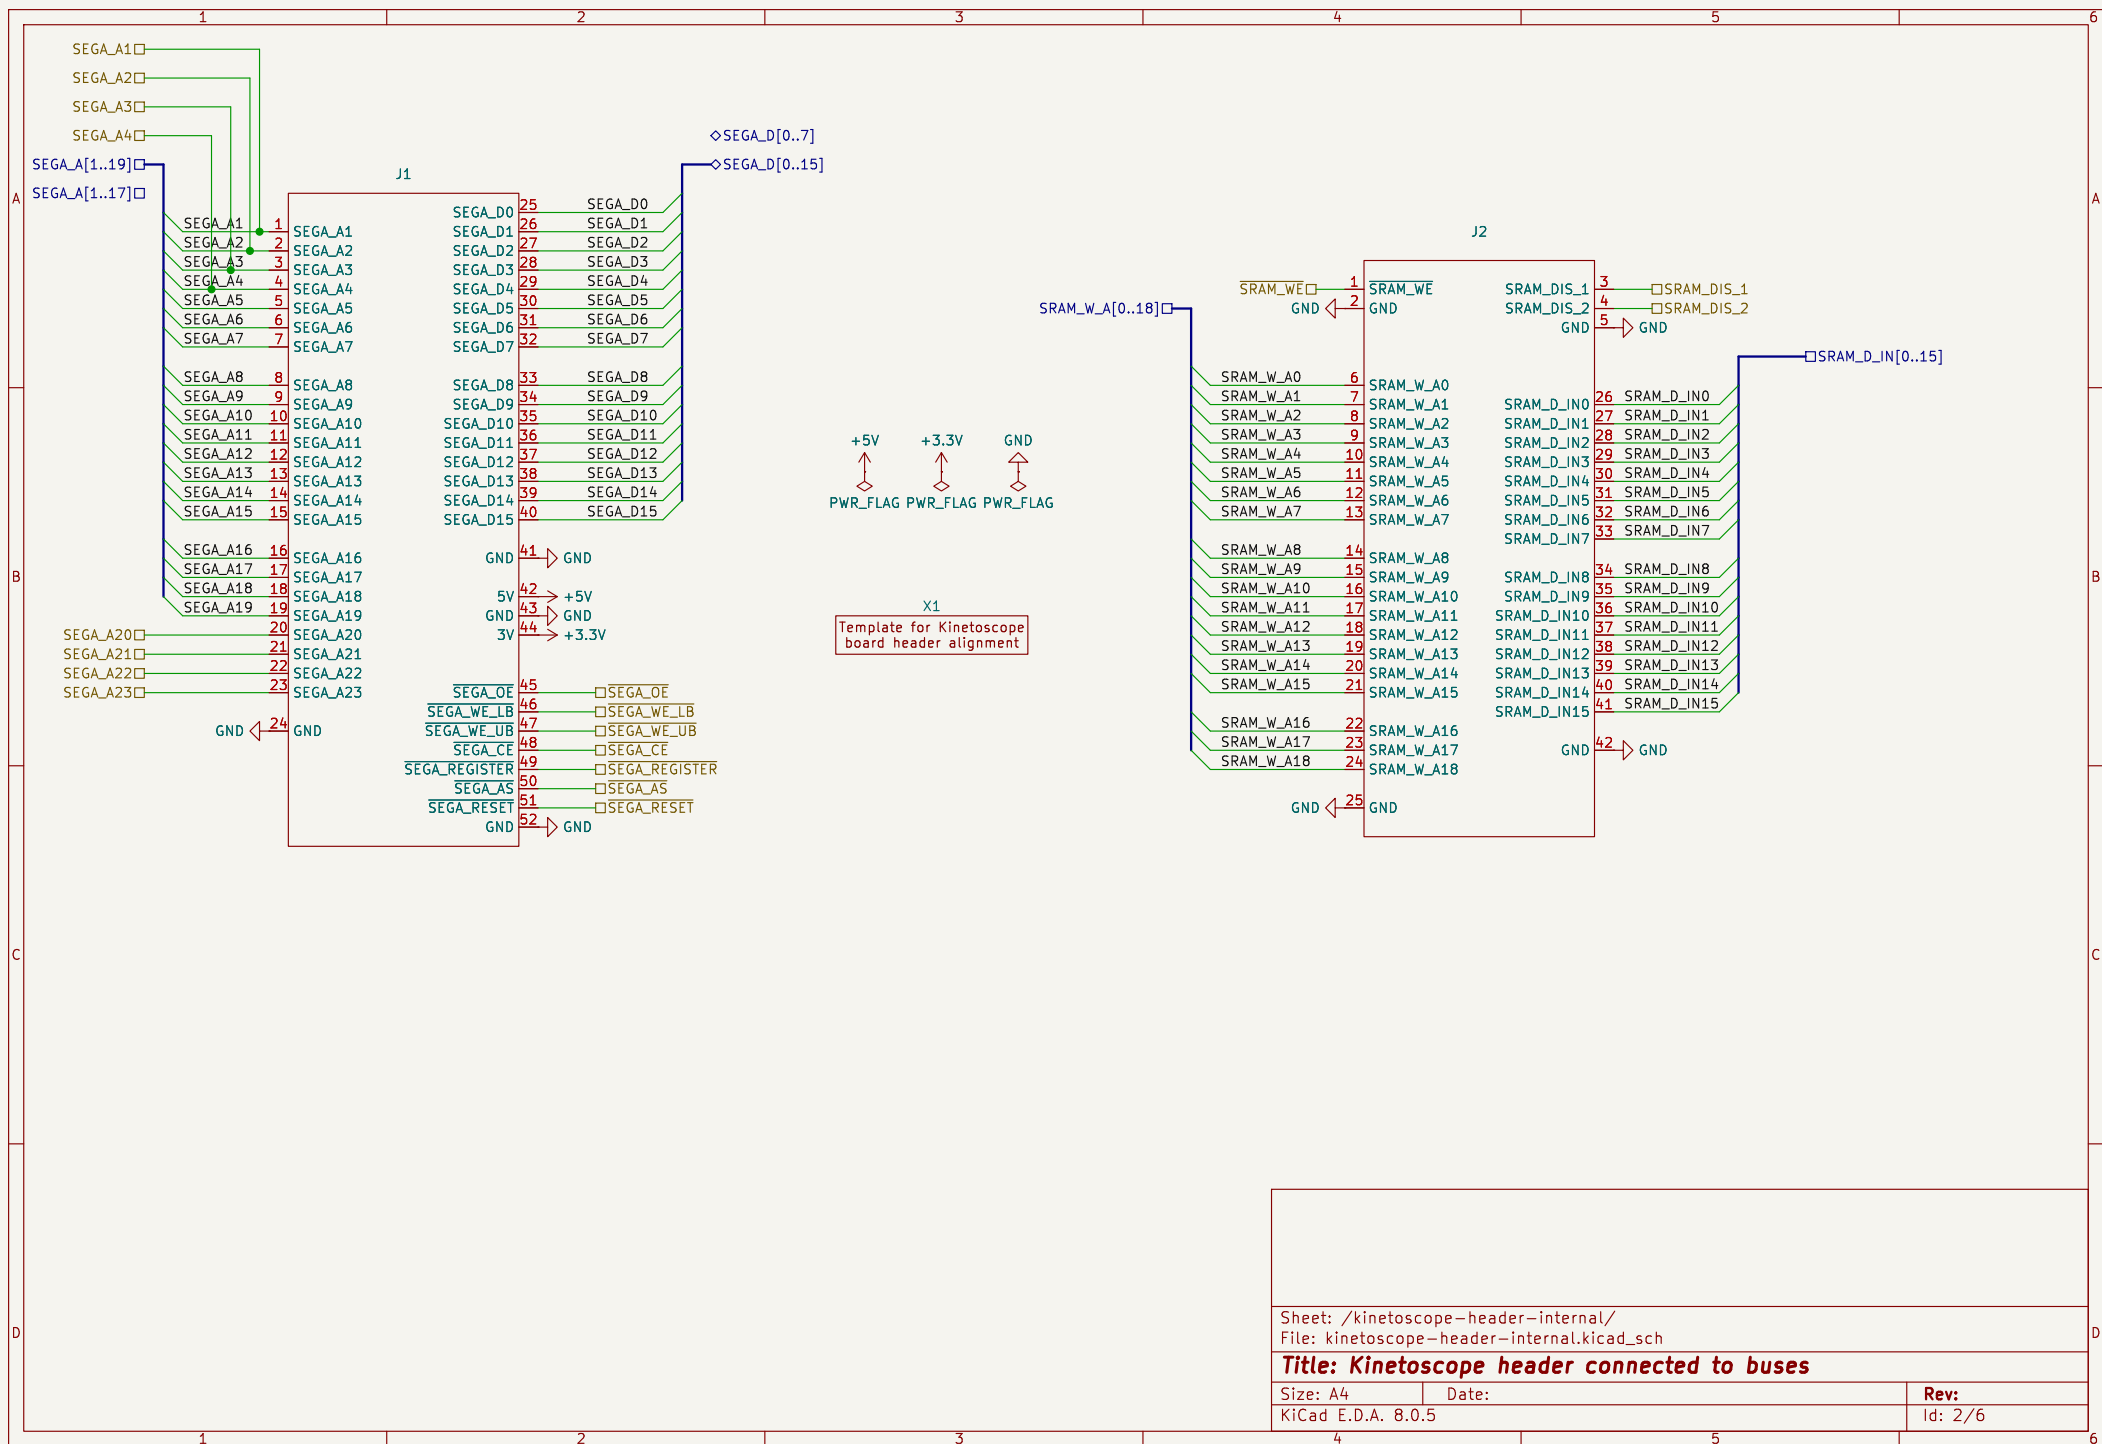 1 2 3 4 5 6
SEGA_A1
SEGA_A2
SEGA_A3
SEGA_A4
SEGA_A[1..19]
SEGA_A[1..17]
SEGA_D[0..7]
SEGA_D[0..15]
A
A
J1
SEGA_A1 1 SEGA_A1
SEGA_A2 2 SEGA_A2
SEGA_A3 3 SEGA_A3
SEGA_A4 4 SEGA_A4
SEGA_A5 5 SEGA_A5
SEGA_A6 6 SEGA_A6
SEGA_A7 7 SEGA_A7
SEGA_A8 8 SEGA_A8
SEGA_A9 9 SEGA_A9
SEGA_A10 10 SEGA_A10
SEGA_A11 11 SEGA_A11
SEGA_A12 12 SEGA_A12
SEGA_A13 13 SEGA_A13
SEGA_A14 14 SEGA_A14
SEGA_A15 15 SEGA_A15
SEGA_A16 16 SEGA_A16
SEGA_A17 17 SEGA_A17
SEGA_A18 18 SEGA_A18
SEGA_A19 19 SEGA_A19
SEGA_A20 20 SEGA_A20
SEGA_A21 21 SEGA_A21
SEGA_A22 22 SEGA_A22
SEGA_A23 23 SEGA_A23
GND 24 GND
SEGA_D0 25 SEGA_D0
SEGA_D1 26 SEGA_D1
SEGA_D2 27 SEGA_D2
SEGA_D3 28 SEGA_D3
SEGA_D4 29 SEGA_D4
SEGA_D5 30 SEGA_D5
SEGA_D6 31 SEGA_D6
SEGA_D7 32 SEGA_D7
SEGA_D8 33 SEGA_D8
SEGA_D9 34 SEGA_D9
SEGA_D10 35 SEGA_D10
SEGA_D11 36 SEGA_D11
SEGA_D12 37 SEGA_D12
SEGA_D13 38 SEGA_D13
SEGA_D14 39 SEGA_D14
SEGA_D15 40 SEGA_D15
GND 41 GND
5V 42 +5V
GND 43 GND
3V 44 +3.3V
SEGA_OE 45 SEGA_OE
SEGA_WE_LB 46 SEGA_WE_LB
SEGA_WE_UB 47 SEGA_WE_UB
SEGA_CE 48 SEGA_CE
SEGA_REGISTER 49 SEGA_REGISTER
SEGA_AS 50 SEGA_AS
SEGA_RESET 51 SEGA_RESET
GND 52 GND
+5V +3.3V GND
PWR_FLAG PWR_FLAG PWR_FLAG
X1
Template for Kinetoscope
board header alignment
J2
SRAM_W_A[0..18]
SRAM_WE 1 SRAM_WE
GND 2 GND
SRAM_W_A0 6 SRAM_W_A0
SRAM_W_A1 7 SRAM_W_A1
SRAM_W_A2 8 SRAM_W_A2
SRAM_W_A3 9 SRAM_W_A3
SRAM_W_A4 10 SRAM_W_A4
SRAM_W_A5 11 SRAM_W_A5
SRAM_W_A6 12 SRAM_W_A6
SRAM_W_A7 13 SRAM_W_A7
SRAM_W_A8 14 SRAM_W_A8
SRAM_W_A9 15 SRAM_W_A9
SRAM_W_A10 16 SRAM_W_A10
SRAM_W_A11 17 SRAM_W_A11
SRAM_W_A12 18 SRAM_W_A12
SRAM_W_A13 19 SRAM_W_A13
SRAM_W_A14 20 SRAM_W_A14
SRAM_W_A15 21 SRAM_W_A15
SRAM_W_A16 22 SRAM_W_A16
SRAM_W_A17 23 SRAM_W_A17
SRAM_W_A18 24 SRAM_W_A18
GND 25 GND
SRAM_DIS_1 3 SRAM_DIS_1
SRAM_DIS_2 4 SRAM_DIS_2
GND 5 GND
SRAM_D_IN[0..15]
SRAM_D_IN0 26 SRAM_D_IN0
SRAM_D_IN1 27 SRAM_D_IN1
SRAM_D_IN2 28 SRAM_D_IN2
SRAM_D_IN3 29 SRAM_D_IN3
SRAM_D_IN4 30 SRAM_D_IN4
SRAM_D_IN5 31 SRAM_D_IN5
SRAM_D_IN6 32 SRAM_D_IN6
SRAM_D_IN7 33 SRAM_D_IN7
SRAM_D_IN8 34 SRAM_D_IN8
SRAM_D_IN9 35 SRAM_D_IN9
SRAM_D_IN10 36 SRAM_D_IN10
SRAM_D_IN11 37 SRAM_D_IN11
SRAM_D_IN12 38 SRAM_D_IN12
SRAM_D_IN13 39 SRAM_D_IN13
SRAM_D_IN14 40 SRAM_D_IN14
SRAM_D_IN15 41 SRAM_D_IN15
GND 42 GND
B
B
C
C
D
D
Sheet: /kinetoscope-header-internal/
File: kinetoscope-header-internal.kicad_sch
Title: Kinetoscope header connected to buses
Size: A4 Date: Rev:
KiCad E.D.A. 8.0.5 Id: 2/6
1 2 3 4 5 6